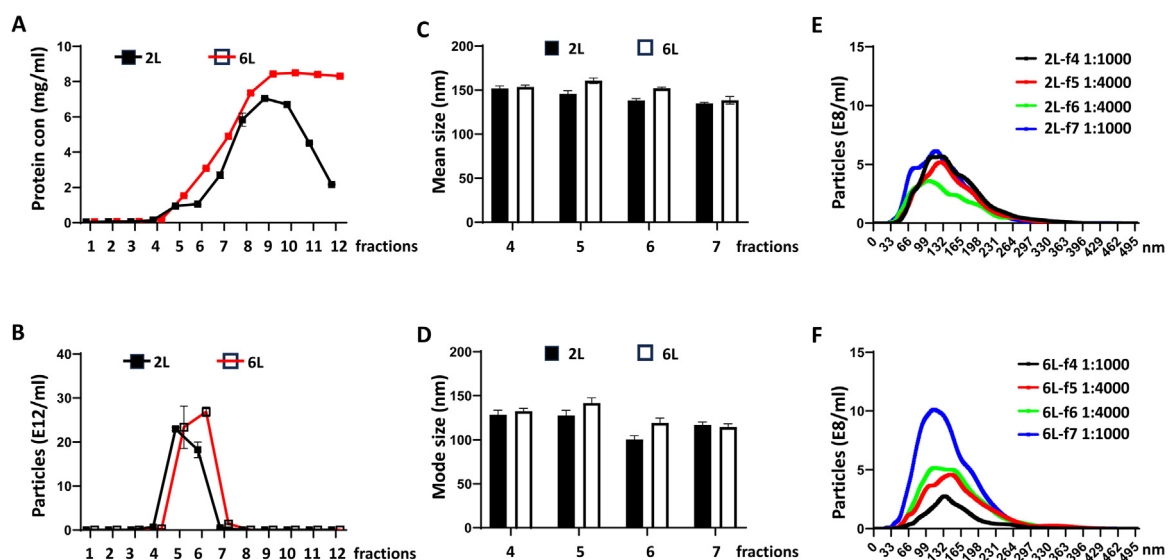 A
Protein con (mg/ml)
10
8
6
4
2
0
2L
6L
1 2 3 4 5 6 7 8 9 10 11 12 fractions
B
Particles (E12/ml)
40
30
20
10
0
2L
6L
1 2 3 4 5 6 7 8 9 10 11 12 fractions
C
Mean size (nm)
200
150
100
50
0
2L
6L
4 5 6 7 fractions
D
Mode size (nm)
200
150
100
50
0
2L
6L
4 5 6 7 fractions
E
Particles (E8/ml)
15
10
5
0
2L-f4 1:1000
2L-f5 1:4000
2L-f6 1:4000
2L-f7 1:1000
0 33 66 99 132 165 198 231 264 297 330 363 396 429 462 495 nm
F
Particles (E8/ml)
15
10
5
0
6L-f4 1:1000
6L-f5 1:4000
6L-f6 1:4000
6L-f7 1:1000
0 33 66 99 132 165 198 231 264 297 330 363 396 429 462 495 nm